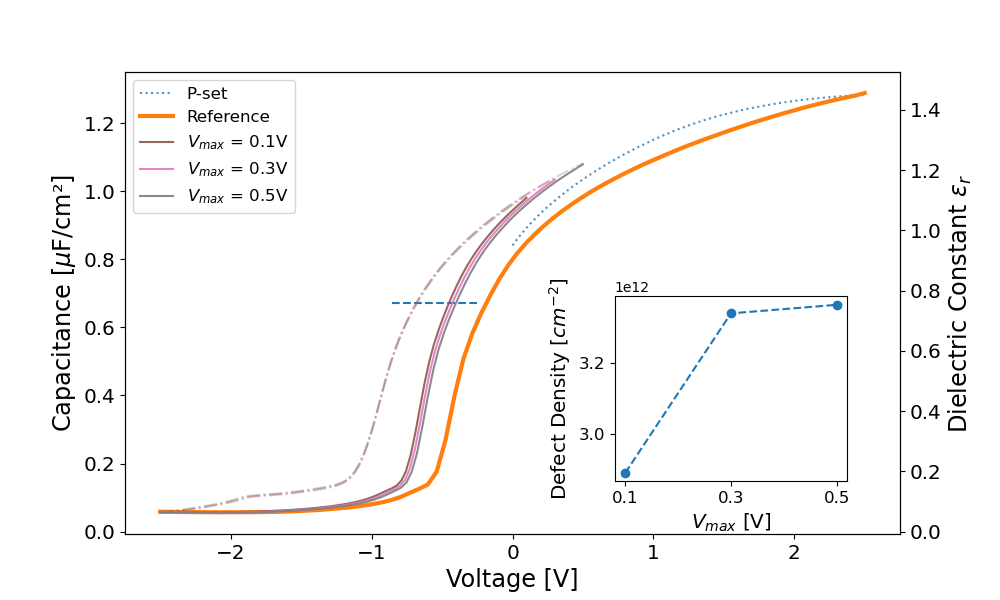 P-set
Reference
V_max = 0.1V
V_max = 0.3V
V_max = 0.5V
Capacitance [μF/cm²]
0.0
0.2
0.4
0.6
0.8
1.0
1.2
−2
−1
0
1
2
Voltage [V]
0.0
0.2
0.4
0.6
0.8
1.0
1.2
1.4
Dielectric Constant ε_r
1e12
Defect Density [cm⁻²]
3.2
3.0
0.1
0.3
0.5
V_max [V]